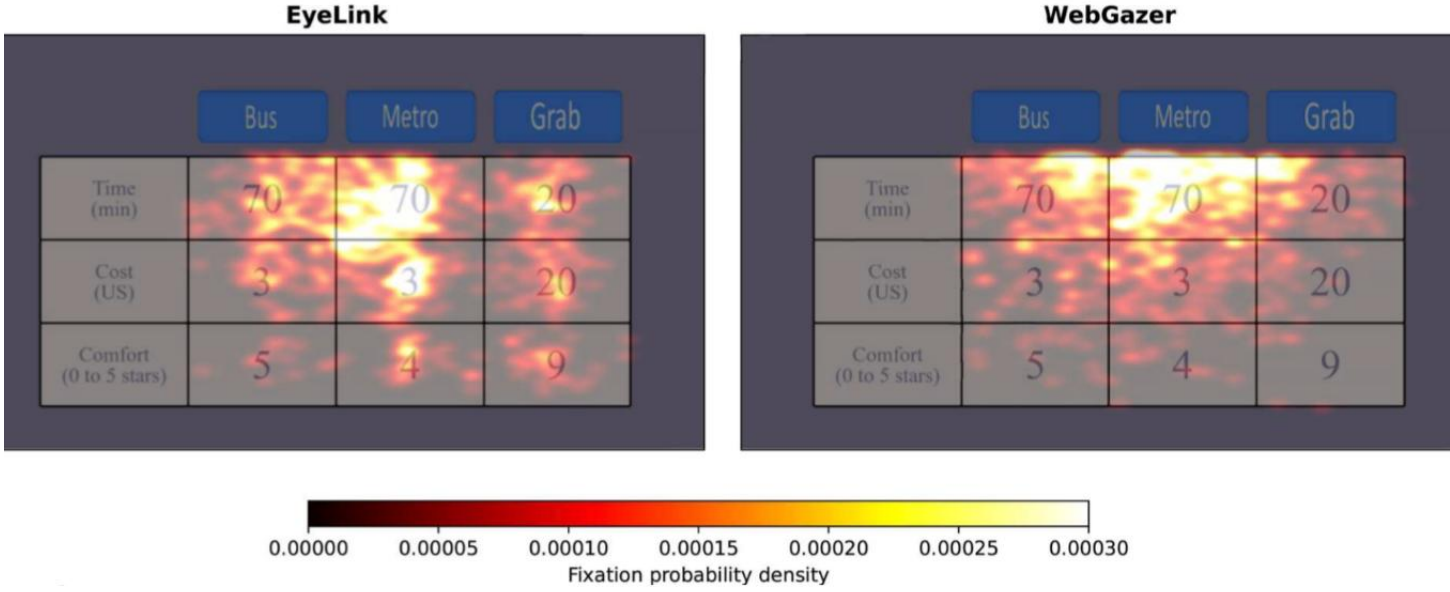 EyeLink
WebGazer
Bus Metro Grab
Time
(min)
70 70 20
Cost
(US)
3 3 20
Comfort
(0 to 5 stars)
5 4 9
Bus Metro Grab
Time
(min)
70 70 20
Cost
(US)
3 3 20
Comfort
(0 to 5 stars)
5 4 9
0.00000 0.00005 0.00010 0.00015 0.00020 0.00025 0.00030
Fixation probability density